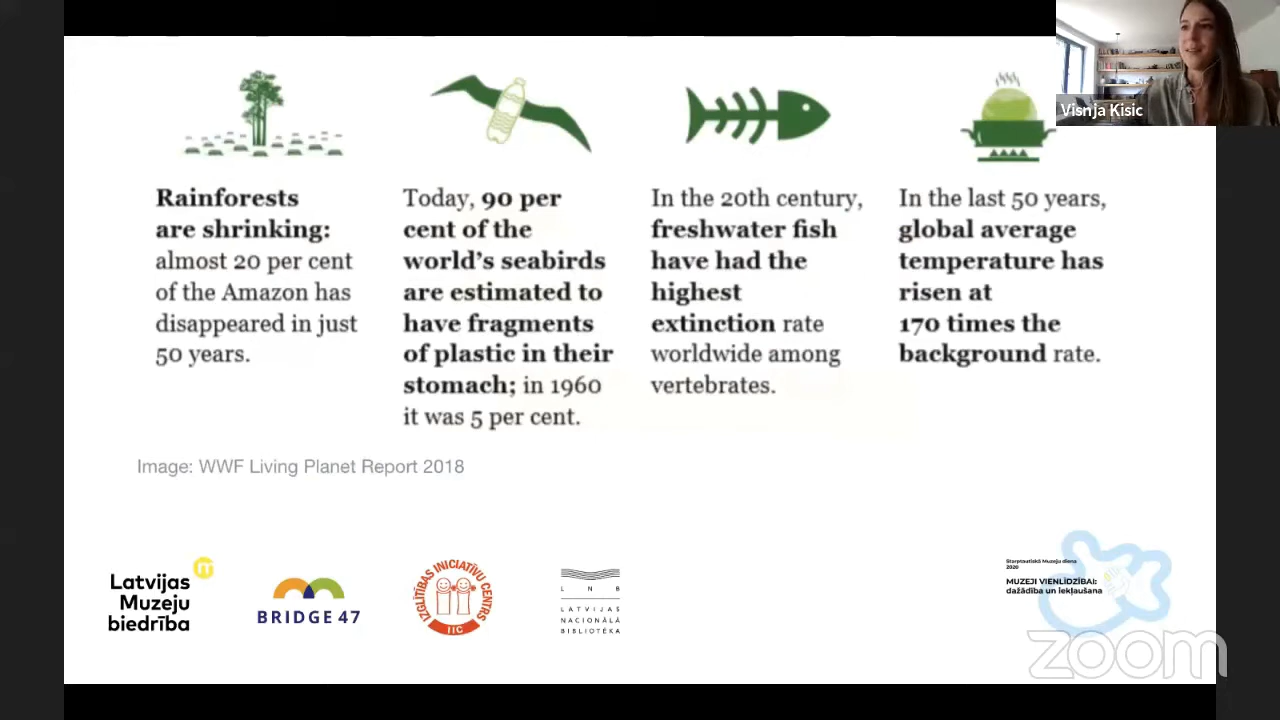 Visnja Kisic
Rainforests
are shrinking:
almost 20 per cent
of the Amazon has
disappeared in just
50 years.
Today, 90 per
cent of the
world's seabirds
are estimated to
have fragments
of plastic in their
stomach; in 1960
it was 5 per cent.
In the 20th century,
freshwater fish
have had the
highest
extinction rate
worldwide among
vertebrates.
In the last 50 years,
global average
temperature has
risen at
170 times the
background rate.
Image: WWF Living Planet Report 2018
Latvijas
Muzeju
biedrība
m
BRIDGE 47
IZGLĪTĪBAS INICIATĪVU CENTRS
IIC
L N B
LATVIJAS
NACIONĀLĀ
BIBLIOTĒKA
Starptautiskā Muzeju diena
2020
MUZEJI VIENLĪDZĪBAI:
dažādība un iekļaušana
zoom